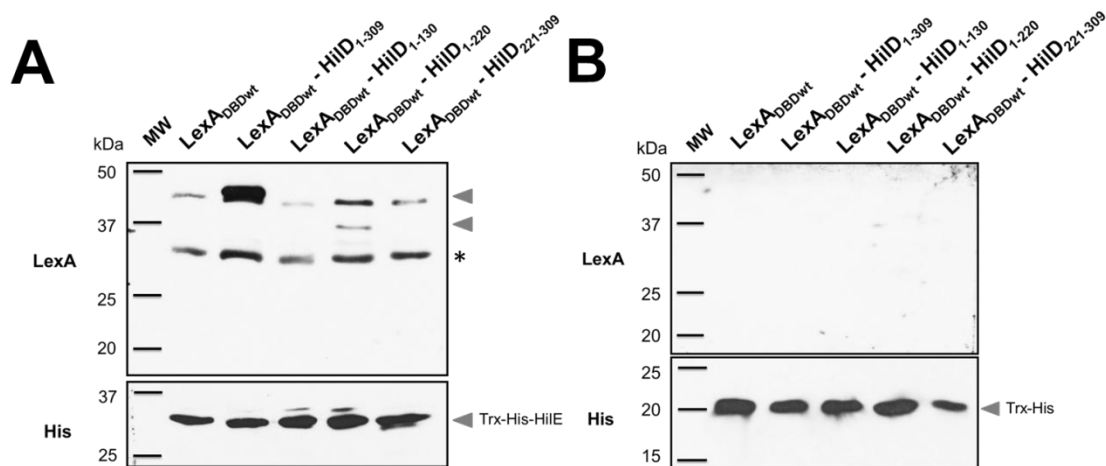 A
kDa
MW
LexADBDwt
LexADBDwt - HilD1-309
LexADBDwt - HilD1-130
LexADBDwt - HilD1-220
LexADBDwt - HilD221-309
50
37
25
20
LexA
*
37
25
His
Trx-His-HilE
B
kDa
MW
LexADBDwt
LexADBDwt - HilD1-309
LexADBDwt - HilD1-130
LexADBDwt - HilD1-220
LexADBDwt - HilD221-309
50
37
25
20
LexA
25
20
15
His
Trx-His